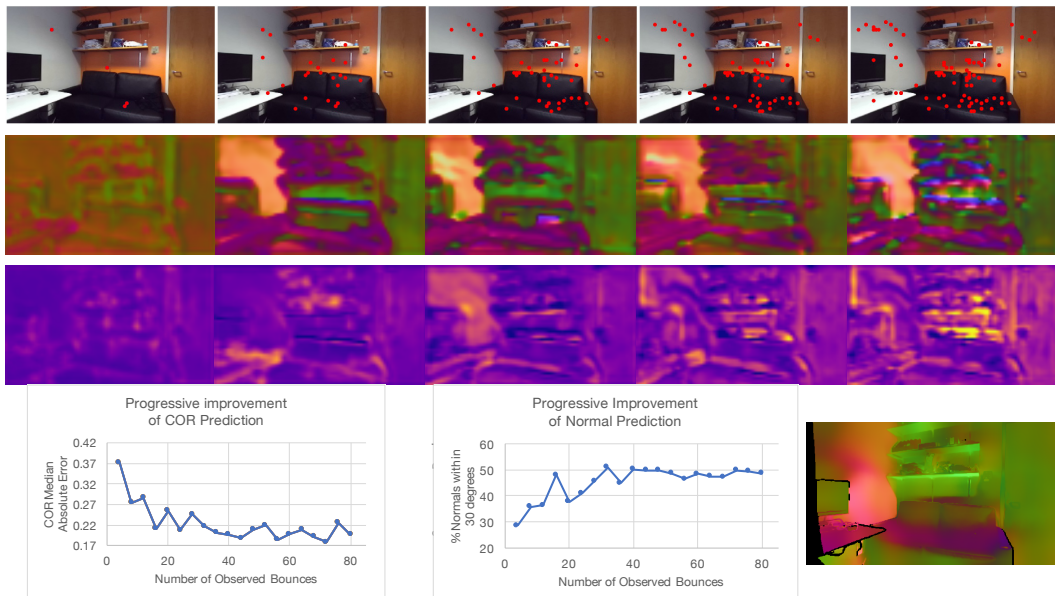 Progressive improvement
of COR Prediction
0.42
0.37
0.32
0.27
0.22
0.17
COR Median
Absolute Error
0
20
40
60
80
Number of Observed Bounces
Progressive Improvement
of Normal Prediction
60
50
40
30
20
% Normals within
30 degrees
0
20
40
60
80
Number of Observed Bounces